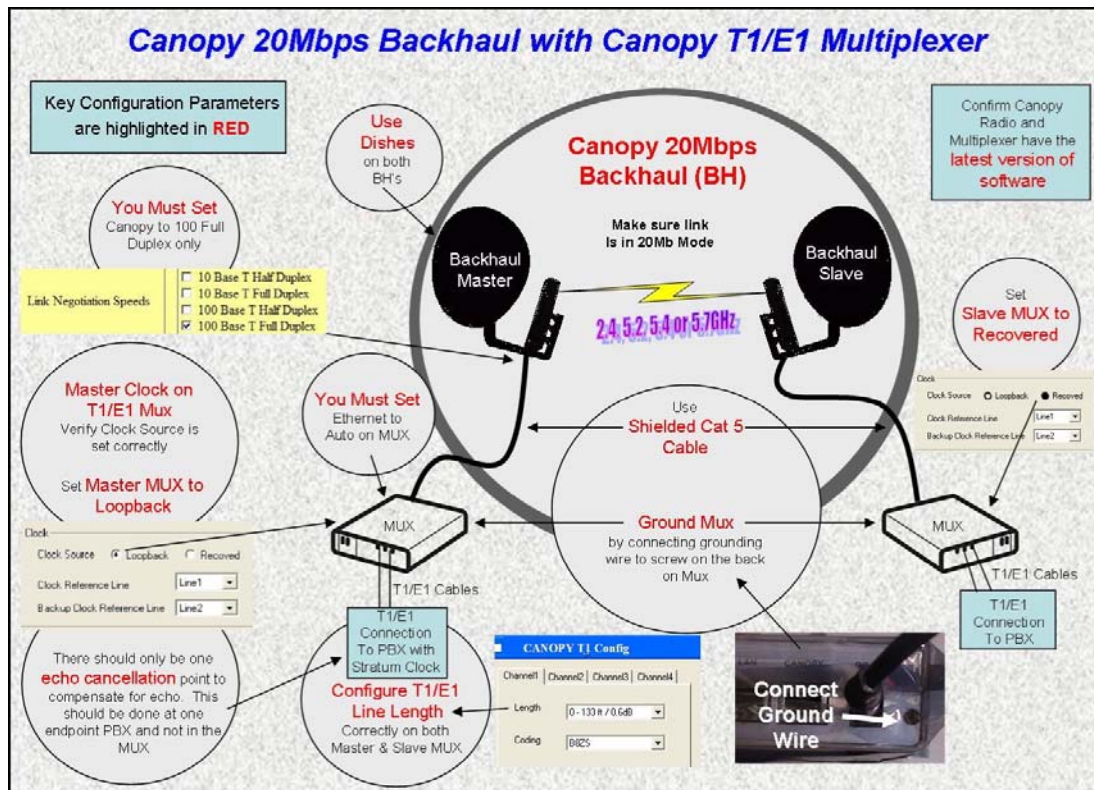 Canopy 20Mbps Backhaul with Canopy T1/E1 Multiplexer
Key Configuration Parameters
are highlighted in RED
Use
Dishes
on both
BH's
Canopy 20Mbps
Backhaul (BH)
Confirm Canopy
Radio and
Multiplexer have the
latest version of
software
You Must Set
Canopy to 100 Full
Duplex only
Make sure link
Is in 20Mb Mode
Backhaul
Master
Backhaul
Slave
Link Negotiation Speeds
10 Base T Half Duplex
10 Base T Full Duplex
100 Base T Half Duplex
100 Base T Full Duplex
2.4, 5.2, 5.4 or 5.7GHz
Set
Slave MUX to
Recovered
Clock
Clock Source Loopback Recoved
Clock Reference Line Line1
Backup Clock Reference Line Line2
Master Clock on
T1/E1 Mux
Verify Clock Source is
set correctly
Set Master MUX to
Loopback
You Must Set
Ethernet to
Auto on MUX
Use
Shielded Cat 5
Cable
MUX
Ground Mux
by connecting grounding
wire to screw on the back
on Mux
MUX
Clock
Clock Source Loopback Recoved
Clock Reference Line Line1
Backup Clock Reference Line Line2
T1/E1 Cables
T1/E1
Connection
To PBX with
Stratum Clock
T1/E1 Cables
T1/E1
Connection
To PBX
There should only be one
echo cancellation point to
compensate for echo. This
should be done at one
endpoint PBX and not in the
MUX
Configure T1/E1
Line Length
Correctly on both
Master & Slave MUX
CANOPY T1 Config
Channel1 Channel2 Channel3 Channel4
Length 0 - 133 ft / 0.6dB
Coding B8ZS
LAN CANOPY
Connect
Ground
Wire